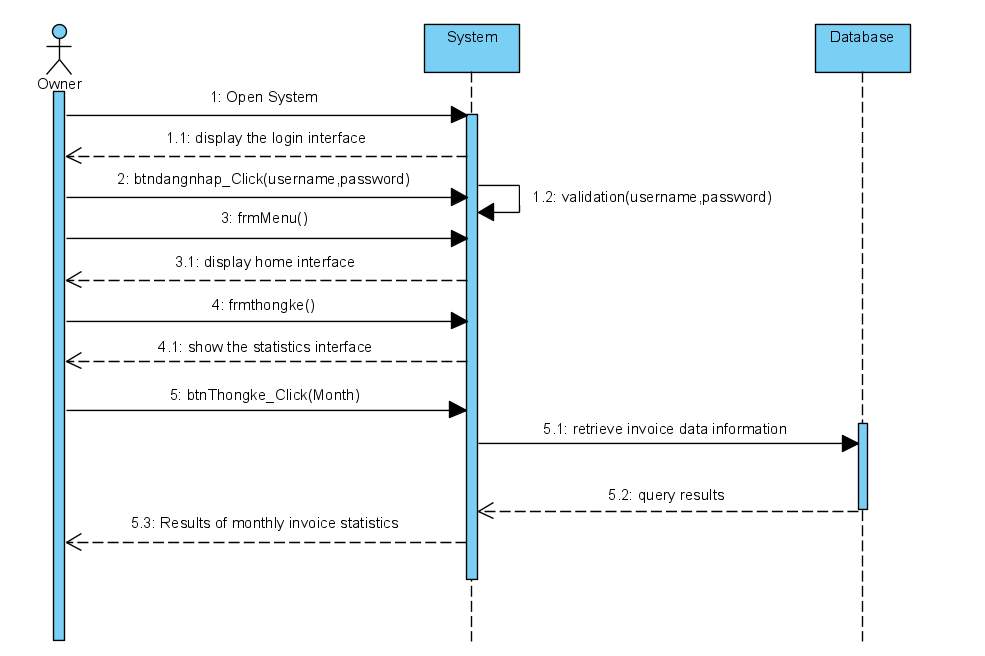 System
Database
Owner
1: Open System
1.1: display the login interface
2: btndangnhap_Click(username,password)
1.2: validation(username,password)
3: frmMenu()
3.1: display home interface
4: frmthongke()
4.1: show the statistics interface
5: btnThongke_Click(Month)
5.1: retrieve invoice data information
5.2: query results
5.3: Results of monthly invoice statistics